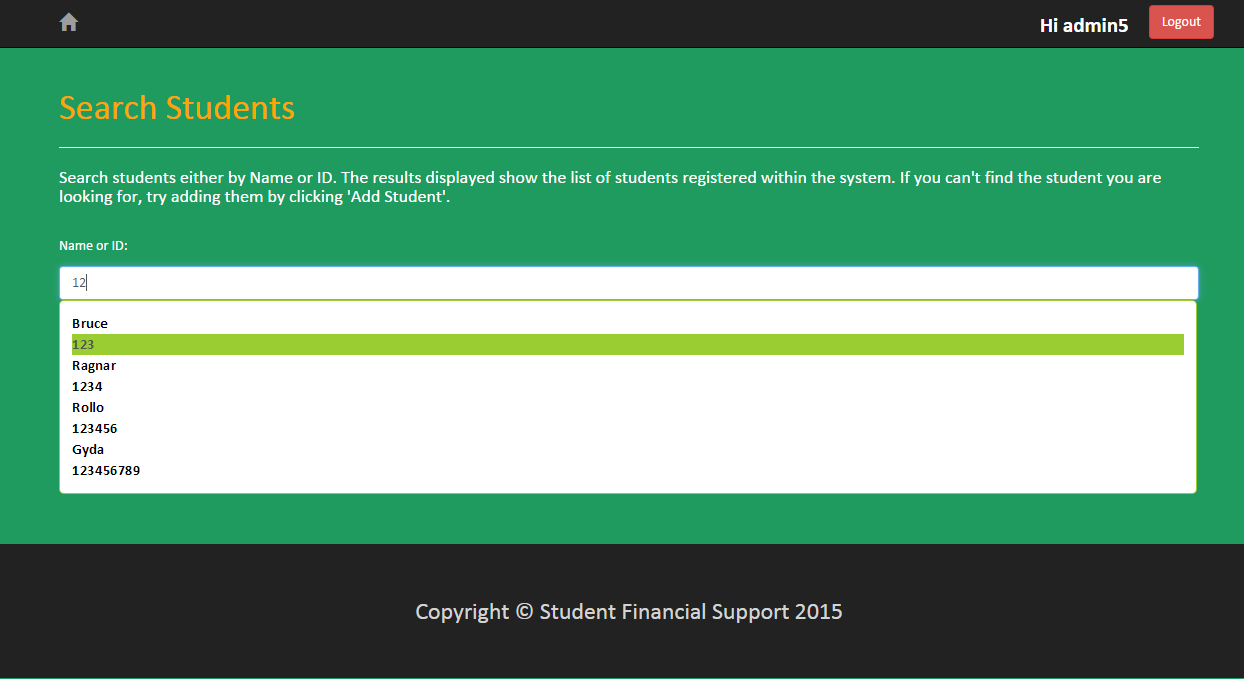 Hi admin5
Logout
Search Students
Search students either by Name or ID. The results displayed show the list of students registered within the system. If you can't find the student you are
looking for, try adding them by clicking 'Add Student'.
Name or ID:
12
Bruce
123
Ragnar
1234
Rollo
123456
Gyda
123456789
Copyright © Student Financial Support 2015